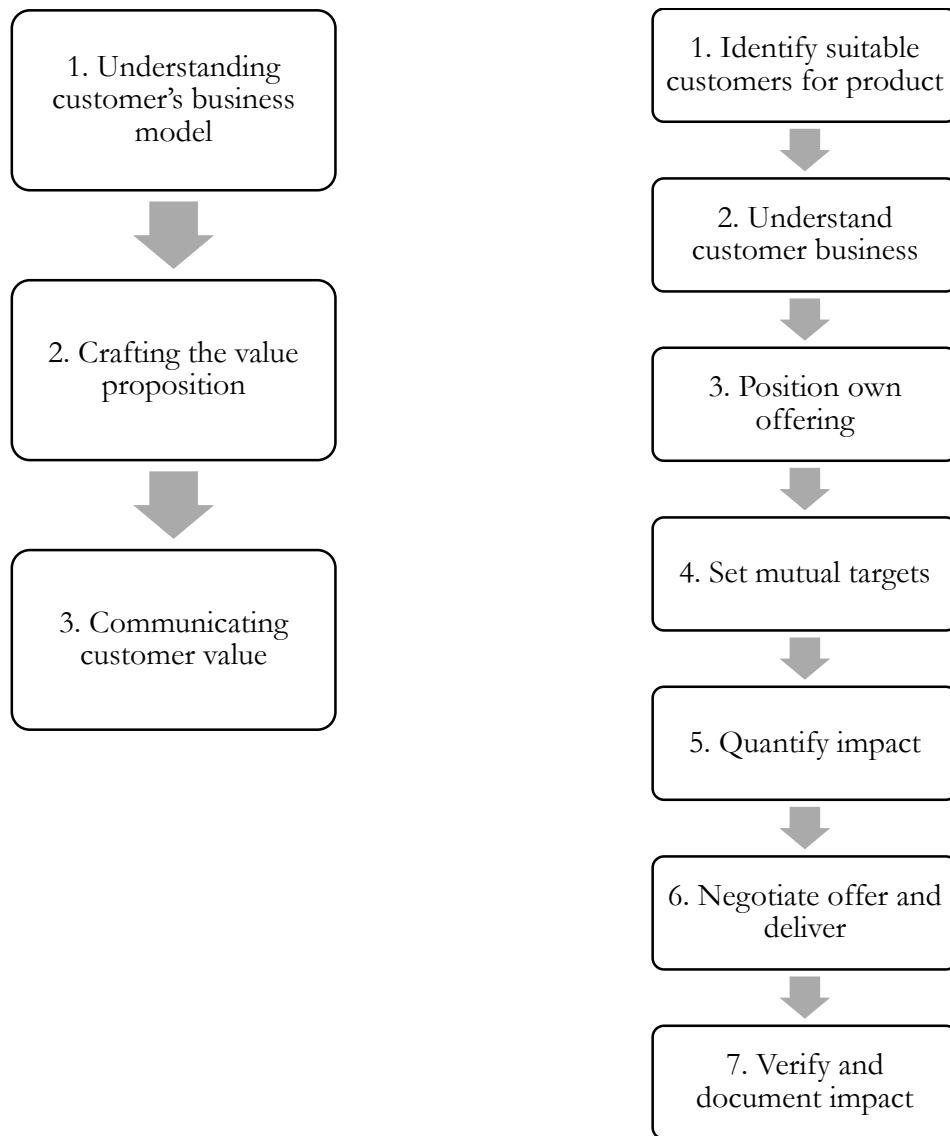 1. Understanding
customer’s business
model
2. Crafting the value
proposition
3. Communicating
customer value
1. Identify suitable
customers for product
2. Understand
customer business
3. Position own
offering
4. Set mutual targets
5. Quantify impact
6. Negotiate offer and
deliver
7. Verify and
document impact